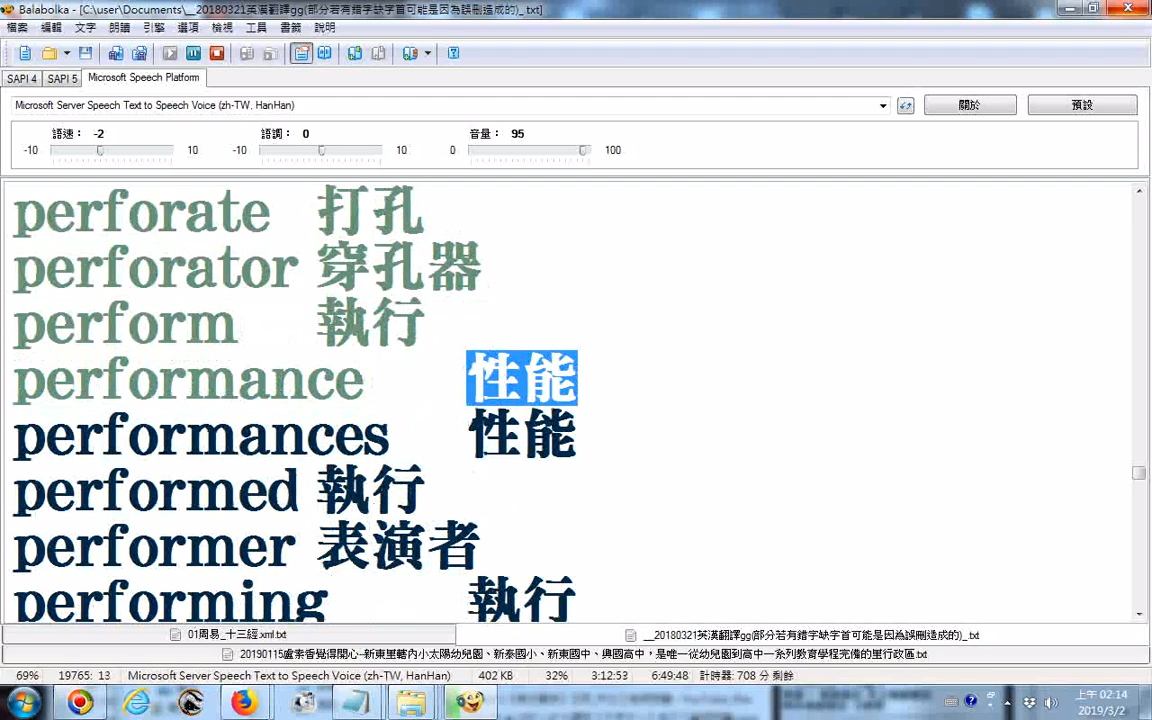 Balabolka - [C:\user\Documents\__20180321英漢翻譯gg(部分若有錯字缺字首可能是因為誤刪造成的)_.txt]
檔案 編輯 文字 朗讀 引擎 選項 檢視 工具 書籤 說明
SAPI 4 SAPI 5 Microsoft Speech Platform
Microsoft Server Speech Text to Speech Voice (zh-TW, HanHan) 關於 預設
語速： -2 語調： 0 音量： 95
-10 10 -10 10 0 100
perforate 打孔
perforator 穿孔器
perform 執行
performance 性能
performances 性能
performed 執行
performer 表演者
performing 執行
01周易_十三經.xml.txt __20180321英漢翻譯gg(部分若有錯字缺字首可能是因為誤刪造成的)_.txt
20190115盧素香覺得開心-新東里轄內小太陽幼兒園、新泰國小、新東國中、興國高中，是唯一從幼兒園到高中一系列教育學程完備的里行政區.txt
69% 19765: 13 Microsoft Server Speech Text to Speech Voice (zh-TW, HanHan) 402 KB 32% 3:12:53 6:49:48 計時器: 708 分 剩餘
上午 02:14
2019/3/2